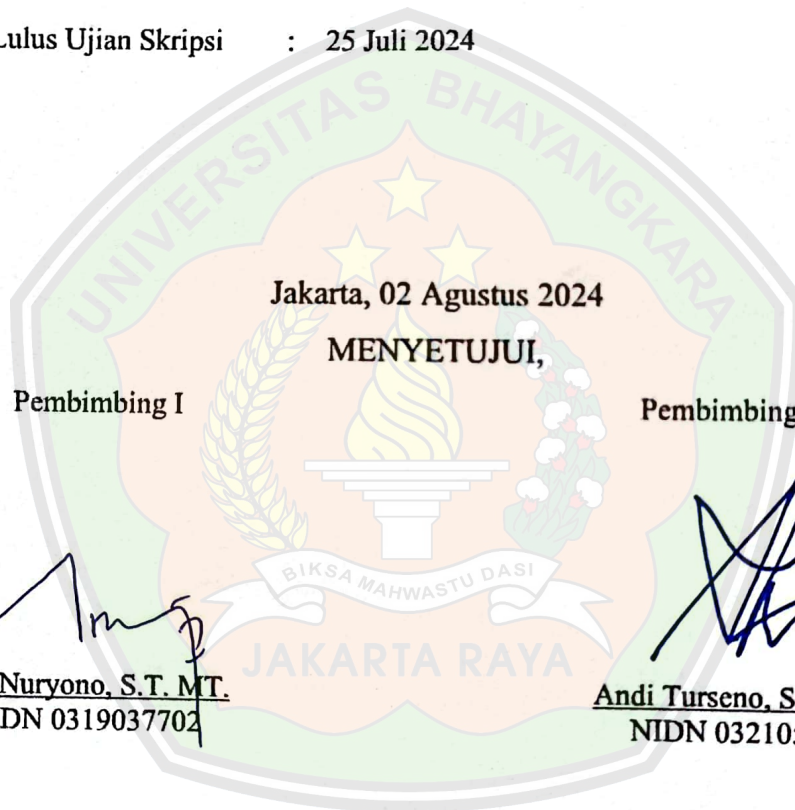 Lulus Ujian Skripsi : 25 Juli 2024
UNIVERSITAS BHAYANGKARA
Jakarta, 02 Agustus 2024
MENYETUJUI,
Pembimbing I Pembimbing
BIKSA MAHWASTU DASI
JAKARTA RAYA
Nuryono, S.T. MT. Andi Turseno, S
DN 0319037702 NIDN 03210